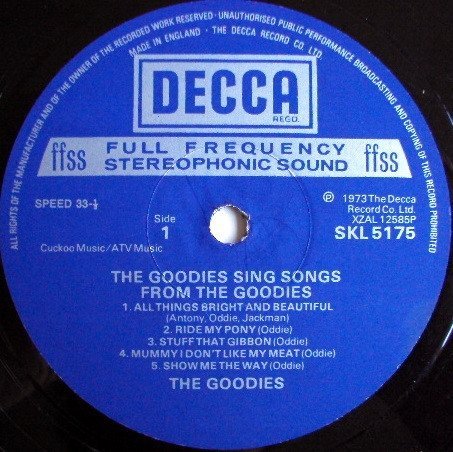 ALL RIGHTS OF THE MANUFACTURER AND OF THE OWNER OF THE RECORDED WORK RESERVED · UNAUTHORISED PUBLIC PERFORMANCE BROADCASTING AND COPYING OF THIS RECORD PROHIBITED
MADE IN ENGLAND · THE DECCA RECORD CO. LTD.
DECCA
REGD.
ffss FULL FREQUENCY ffss
STEREOPHONIC SOUND
SPEED 33-⅓
Side
1
Ⓟ 1973 The Decca
Record Co. Ltd.
XZAL 12585P
SKL 5175
Cuckoo Music/ATV Music
THE GOODIES SING SONGS
FROM THE GOODIES
1. ALL THINGS BRIGHT AND BEAUTIFUL
(Antony, Oddie, Jackman)
2. RIDE MY PONY (Oddie)
3. STUFF THAT GIBBON (Oddie)
4. MUMMY I DON'T LIKE MY MEAT (Oddie)
5. SHOW ME THE WAY (Oddie)
THE GOODIES